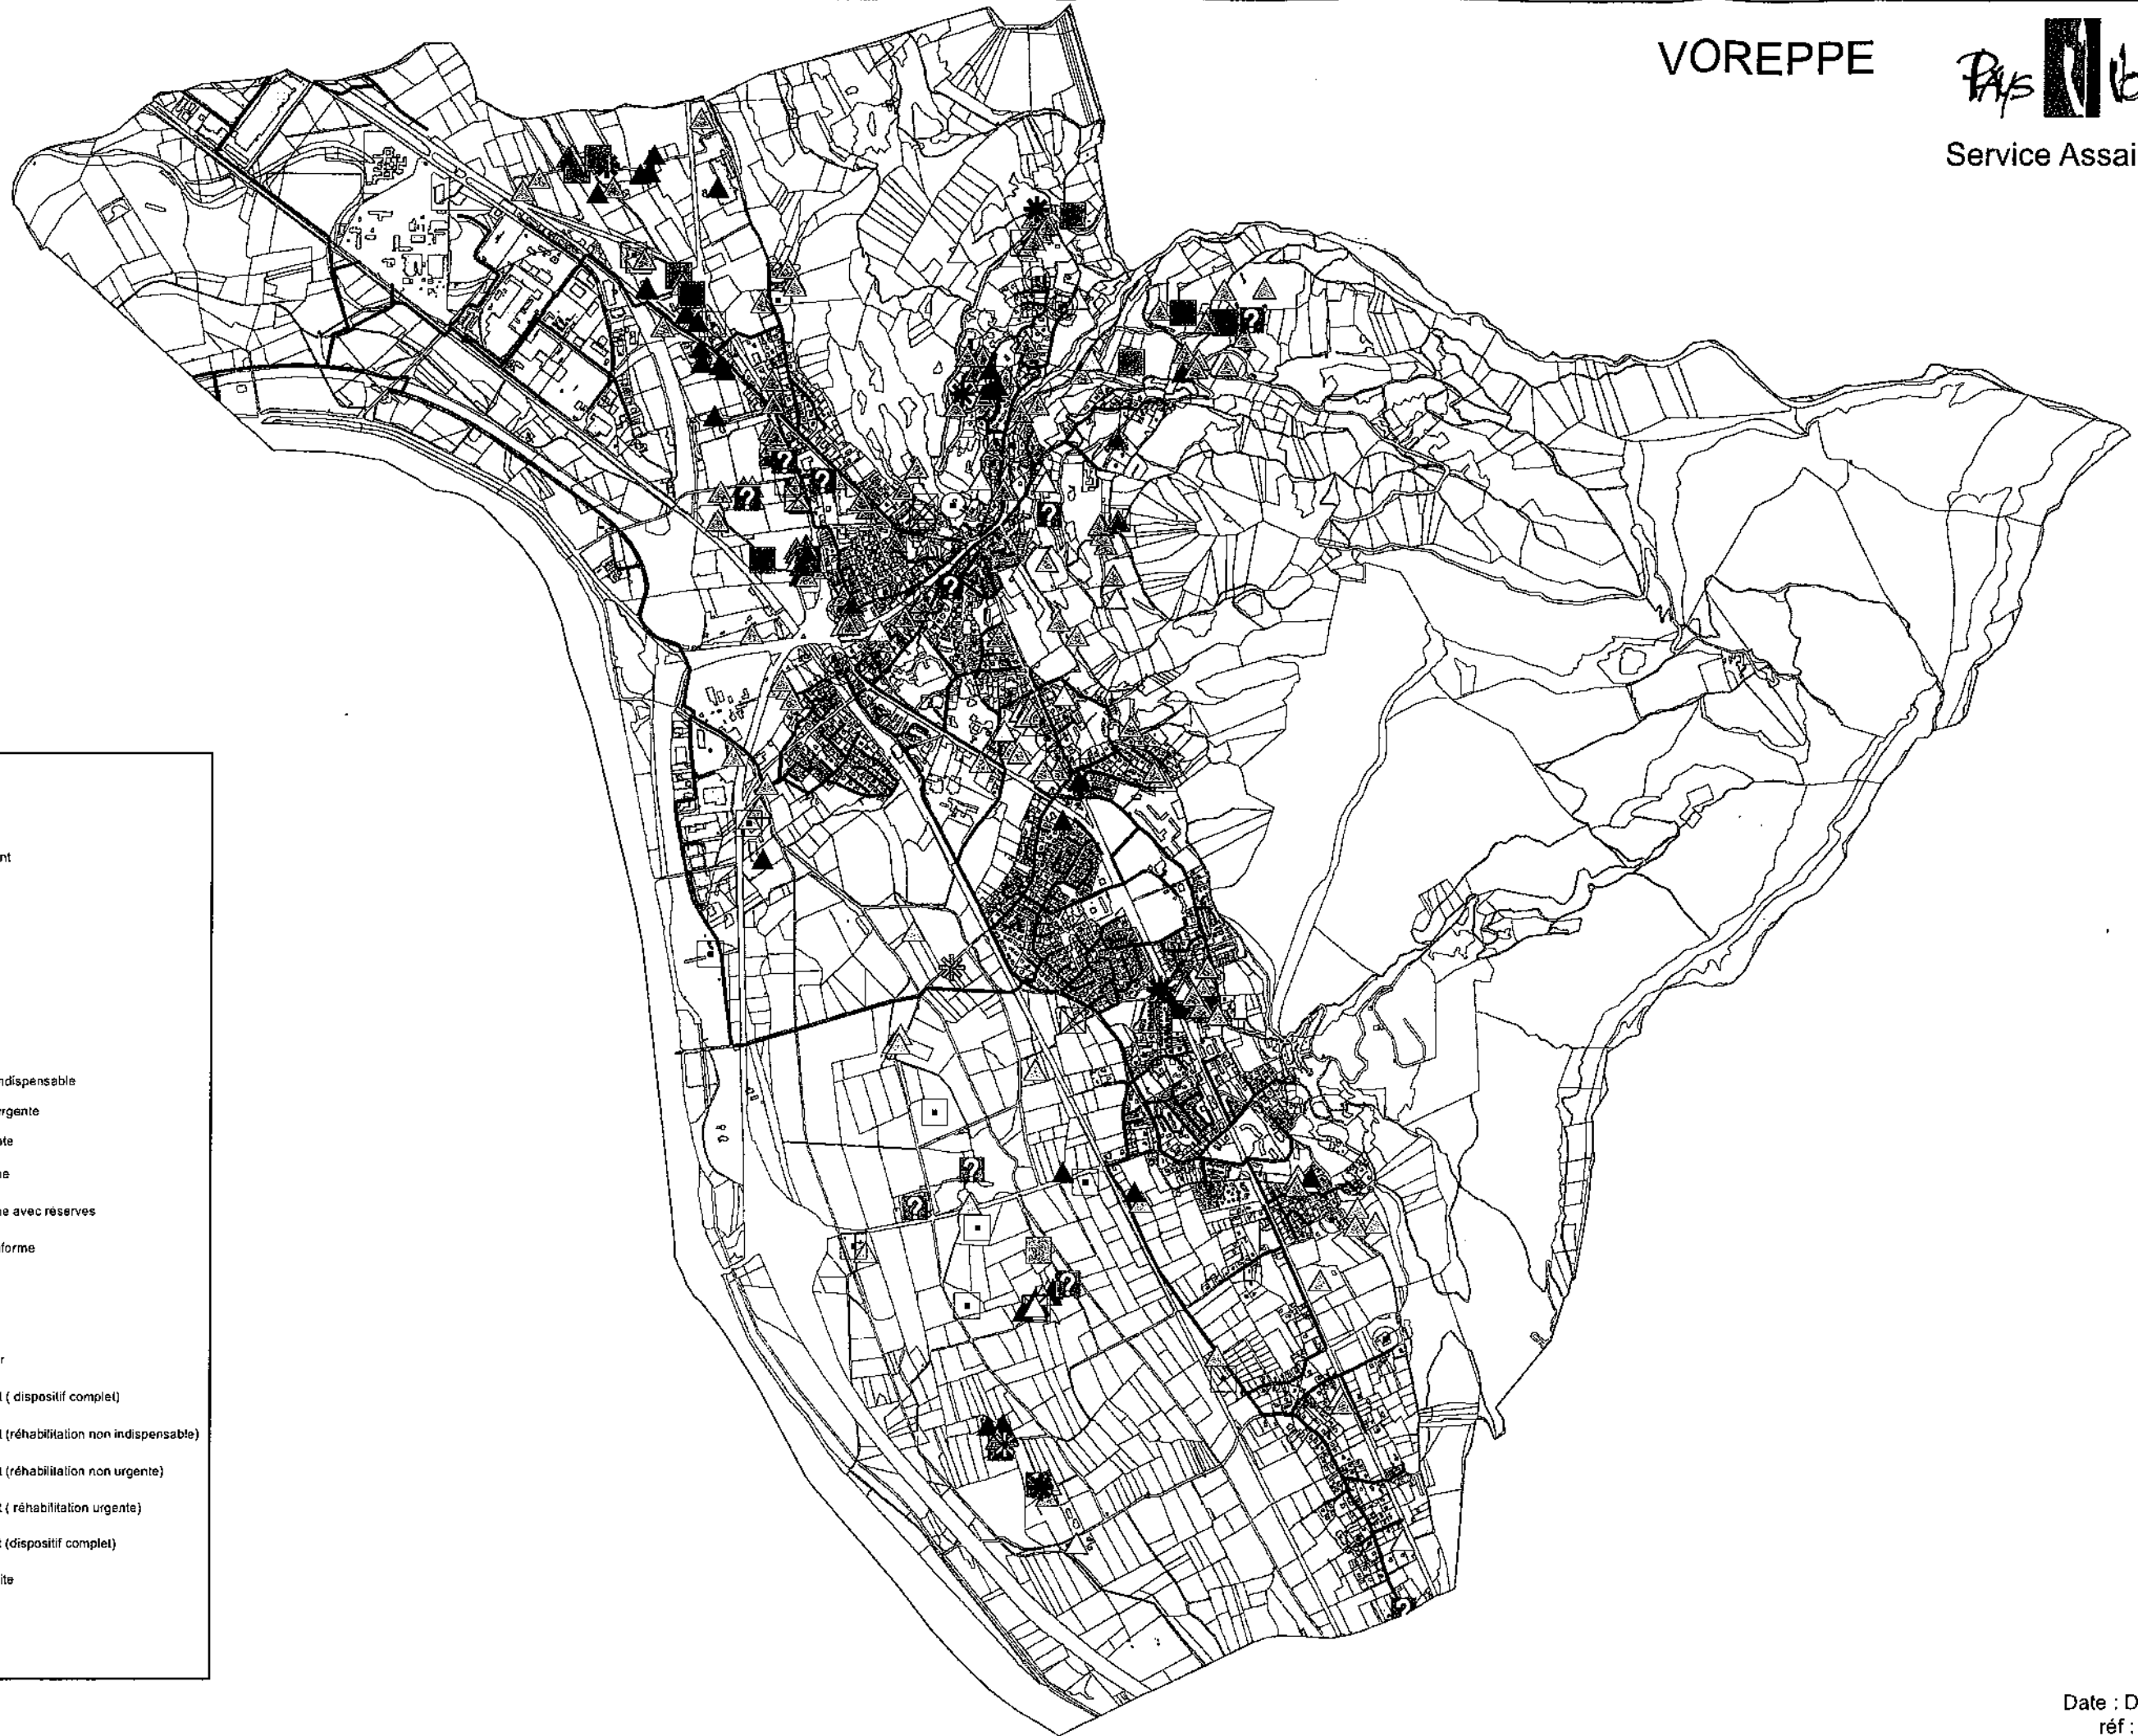 VOREPPE
PAYS
Service Assai
nt
ndispensable
rgente
te
ne
ne avec réserves
forme
r
t ( dispositif complet)
t (réhabilitation non indispensable)
t (réhabilitation non urgente)
t ( réhabilitation urgente)
t (dispositif complet)
ite
Date : D
réf :